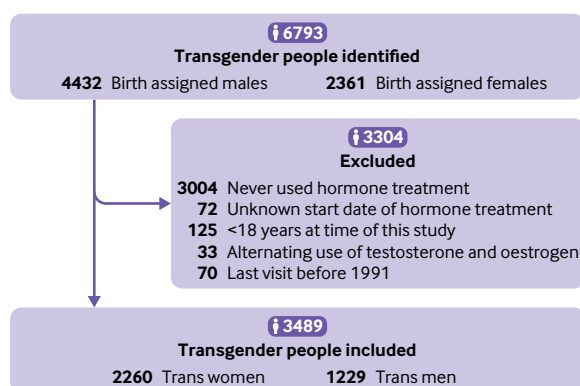 6793
Transgender people identified
4432 Birth assigned males 2361 Birth assigned females
3304
Excluded
3004 Never used hormone treatment
72 Unknown start date of hormone treatment
125 <18 years at time of this study
33 Alternating use of testosterone and oestrogen
70 Last visit before 1991
3489
Transgender people included
2260 Trans women 1229 Trans men